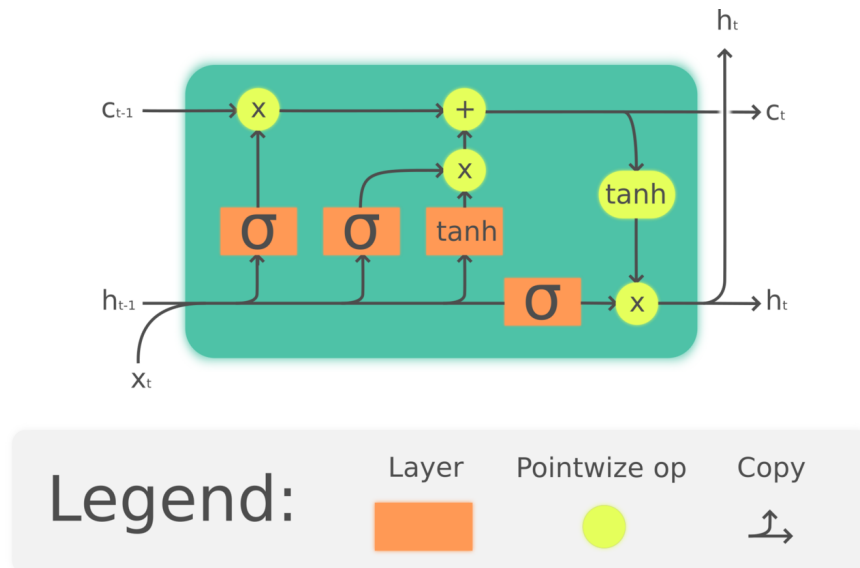 hₜ
cₜ₋₁ x + cₜ
x
tanh
σ σ tanh
hₜ₋₁ σ x hₜ
xₜ
Legend:
Layer Pointwize op Copy